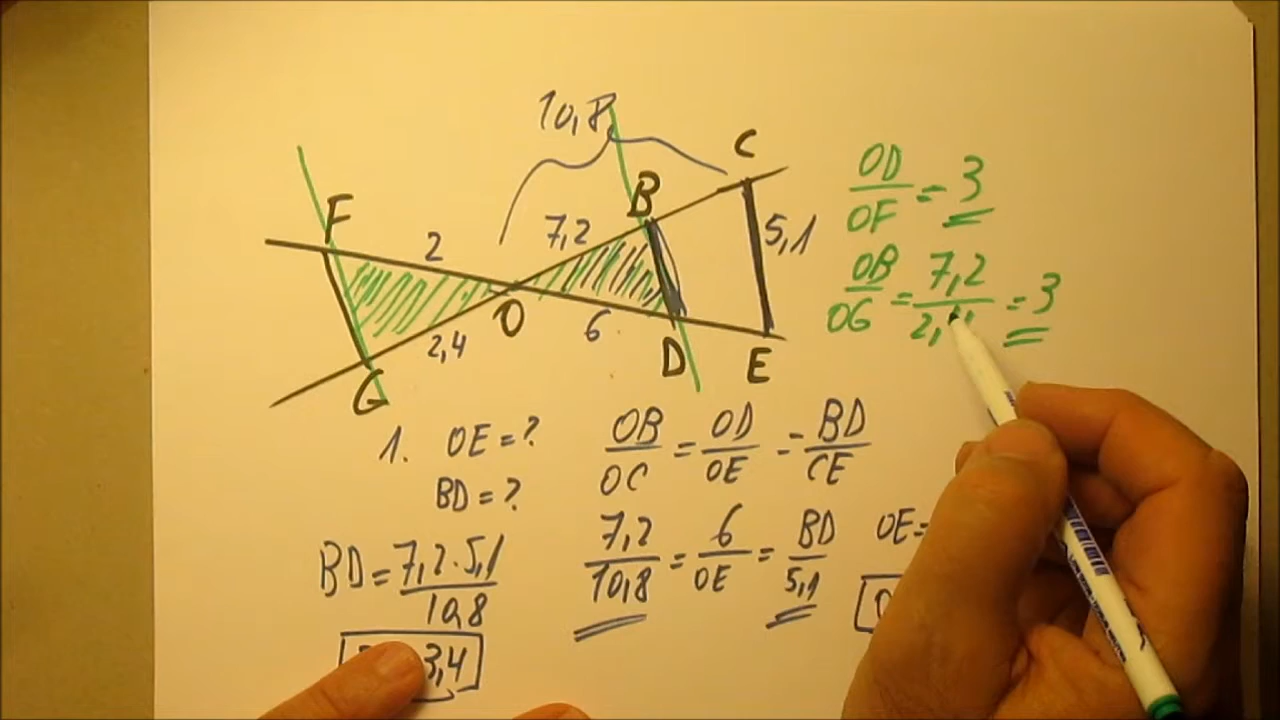 10,8
C
B
F
7,2
5,1
2
O
6
2,4
D
E
G
OD/OF = 3
OB/OG = 7,2/2,4 = 3
1. OE = ?
BD = ?
OB/OC = OD/OE = BD/CE
7,2/10,8 = 6/OE = BD/5,1
OE =
BD = 7,2 · 5,1/10,8
3,4